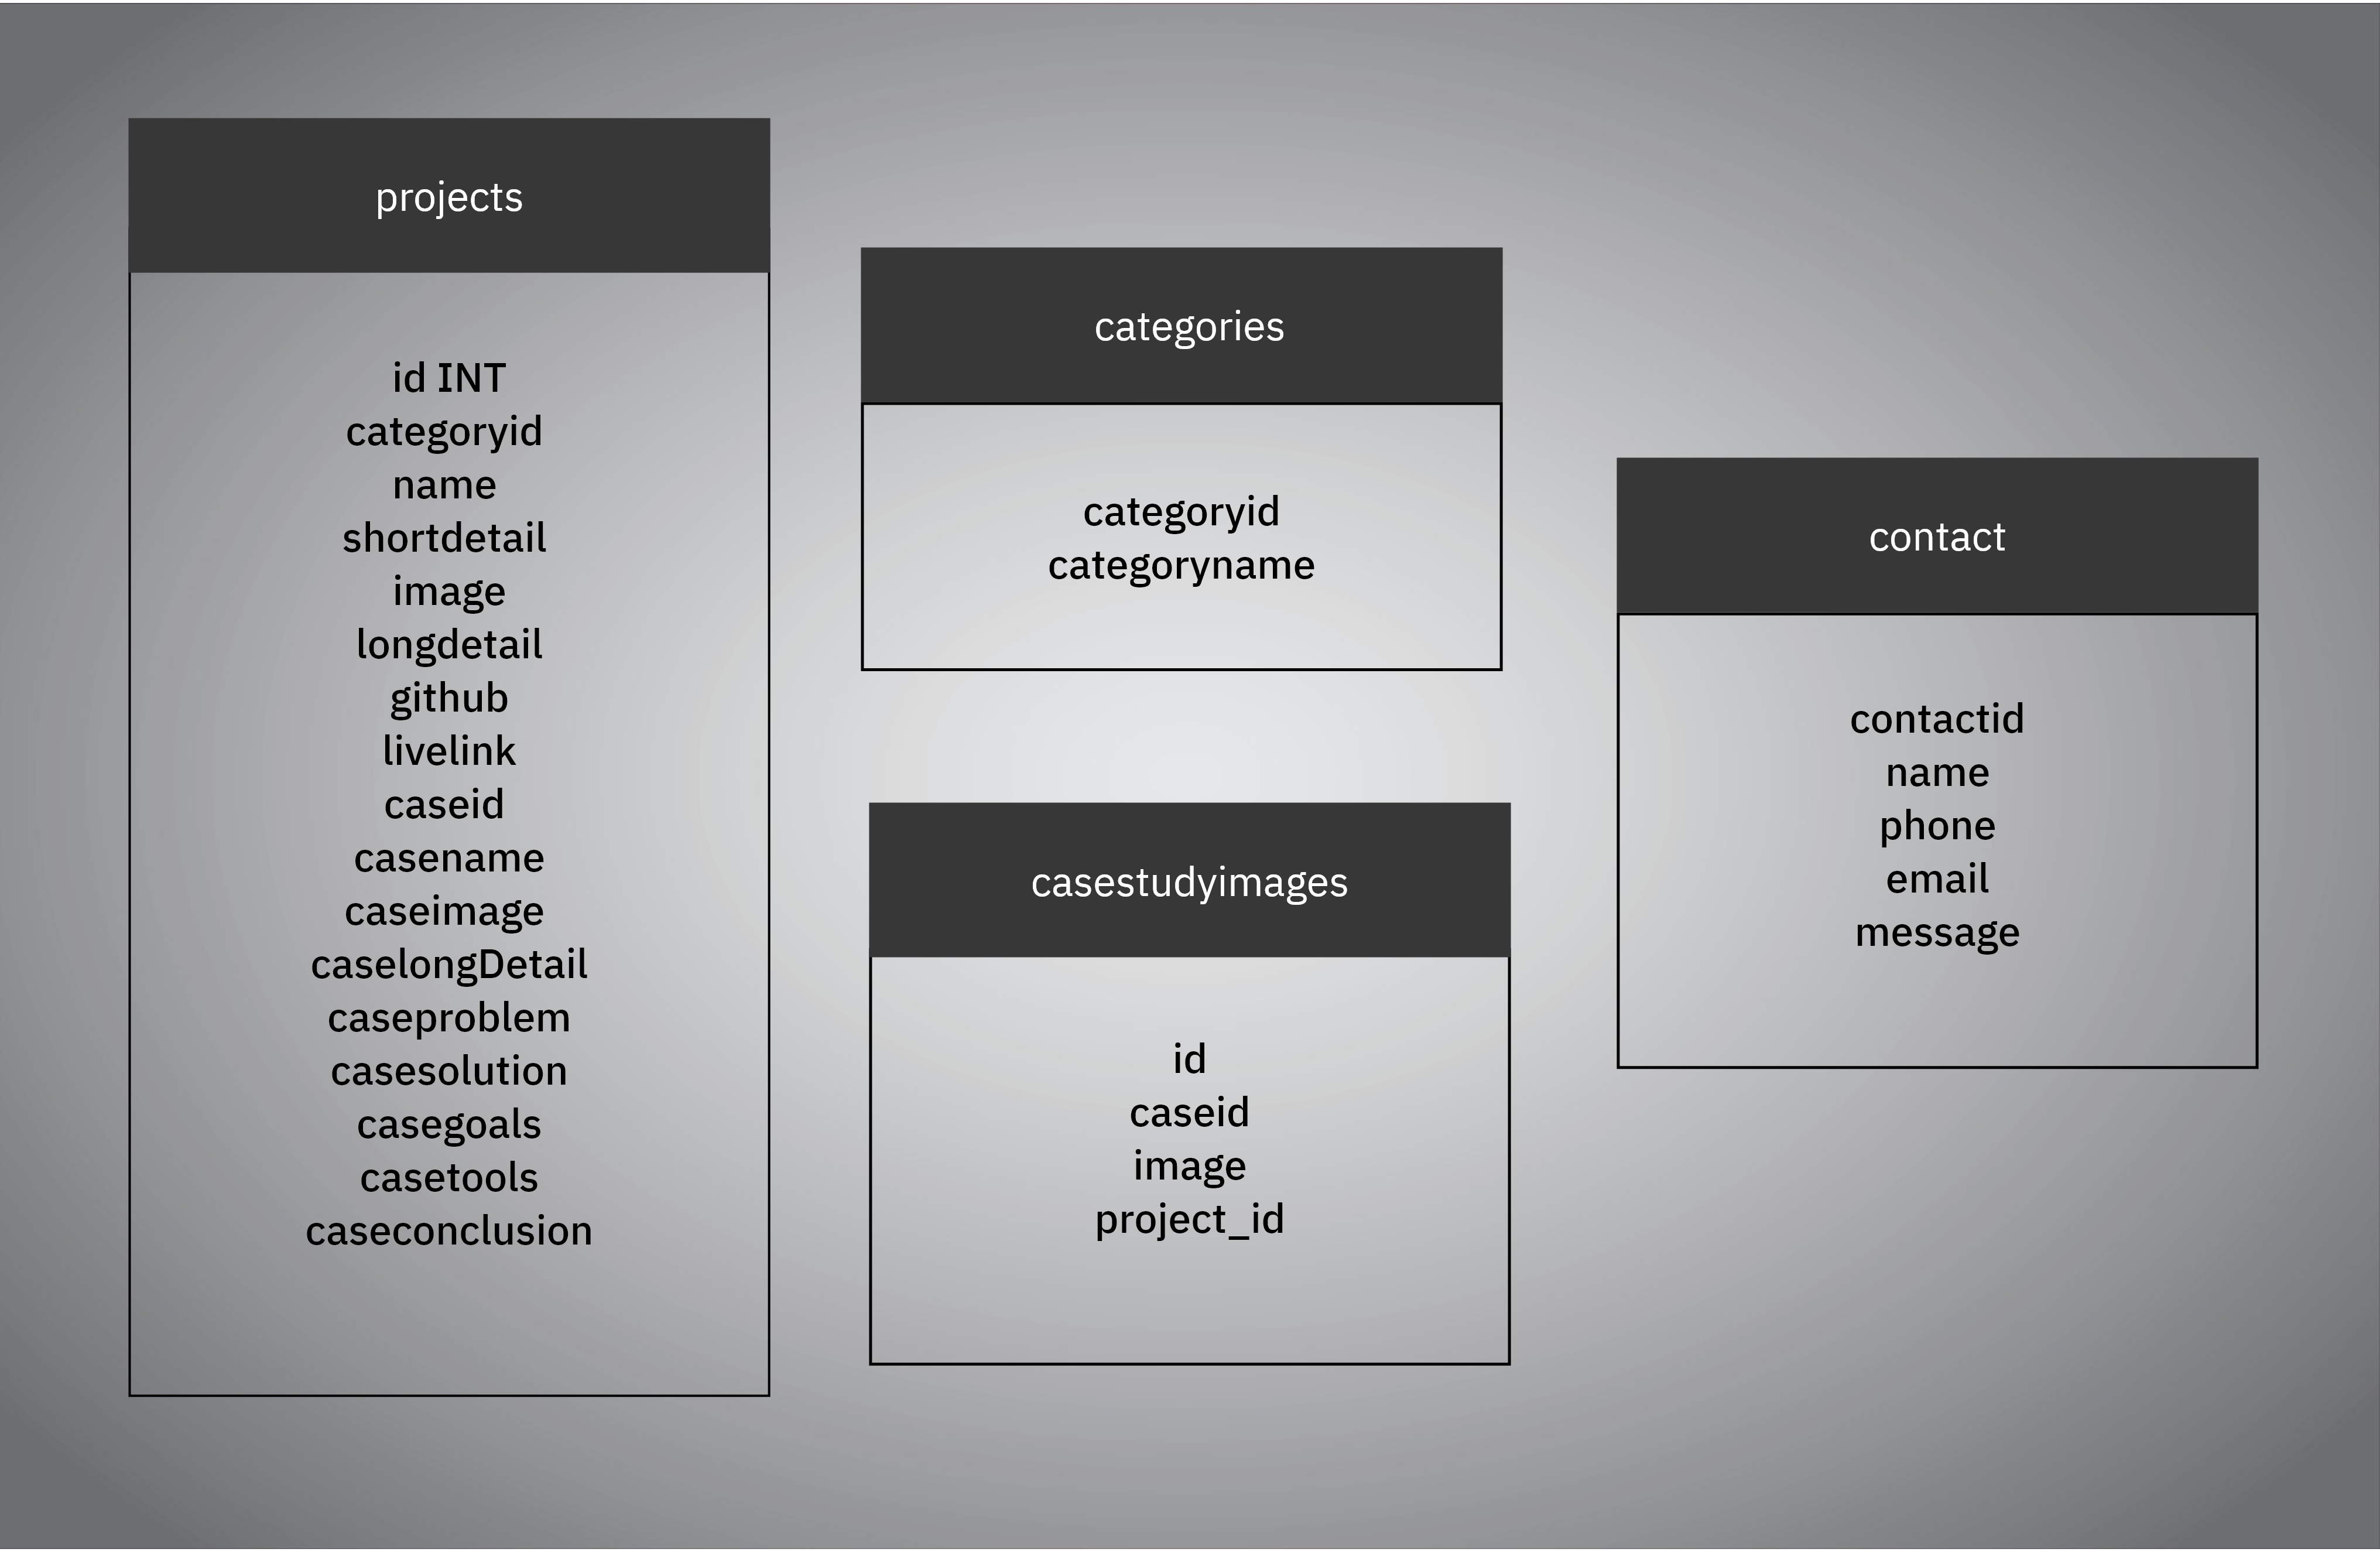 projects
id INT
categoryid
name
shortdetail
image
longdetail
github
livelink
caseid
casename
caseimage
caselongDetail
caseproblem
casesolution
casegoals
casetools
caseconclusion
categories
categoryid
categoryname
casestudyimages
id
caseid
image
project_id
contact
contactid
name
phone
email
message